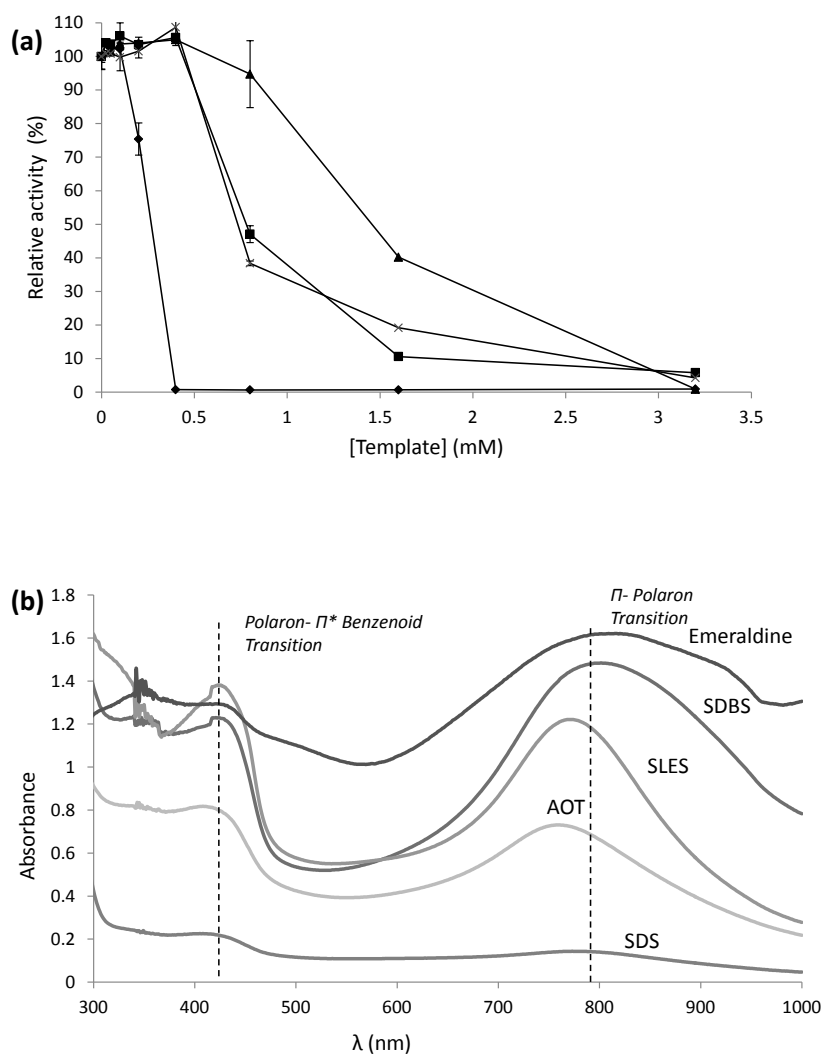 (a)
110
100
90
80
70
60
50
40
30
20
10
0
Relative activity (%)
0 0.5 1 1.5 2 2.5 3 3.5
[Template] (mM)
(b)
1.8
1.6
1.4
1.2
1
0.8
0.6
0.4
0.2
0
Absorbance
Polaron- Π* Benzenoid
Transition
Π- Polaron
Transition
Emeraldine
SDBS
SLES
AOT
SDS
300 400 500 600 700 800 900 1000
λ (nm)